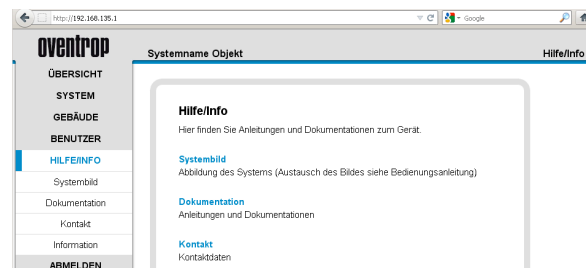 http://192.168.135.1
Google
oventrop
Systemname Objekt
Hilfe/Info
ÜBERSICHT
SYSTEM
GEBÄUDE
BENUTZER
HILFE/INFO
Systembild
Dokumentation
Kontakt
Information
ABMELDEN
Hilfe/Info
Hier finden Sie Anleitungen und Dokumentationen zum Gerät.
Systembild
Abbildung des Systems (Austausch des Bildes siehe Bedienungsanleitung)
Dokumentation
Anleitungen und Dokumentationen
Kontakt
Kontaktdaten